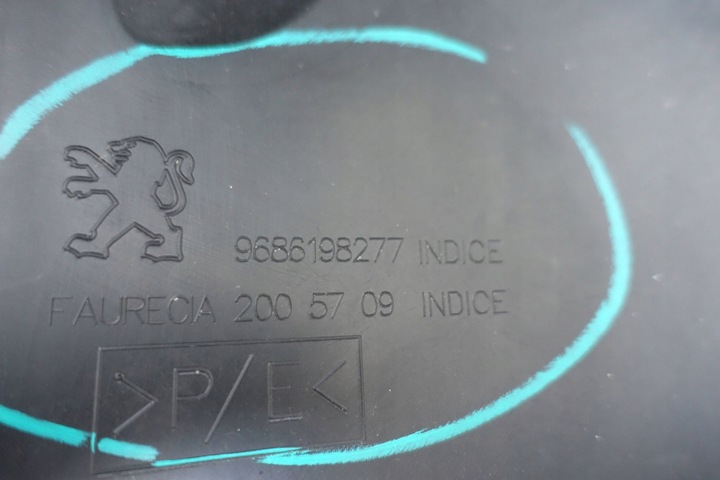 9686198277 INDICE
FAURECIA 200 57 09 INDICE
>P/E<